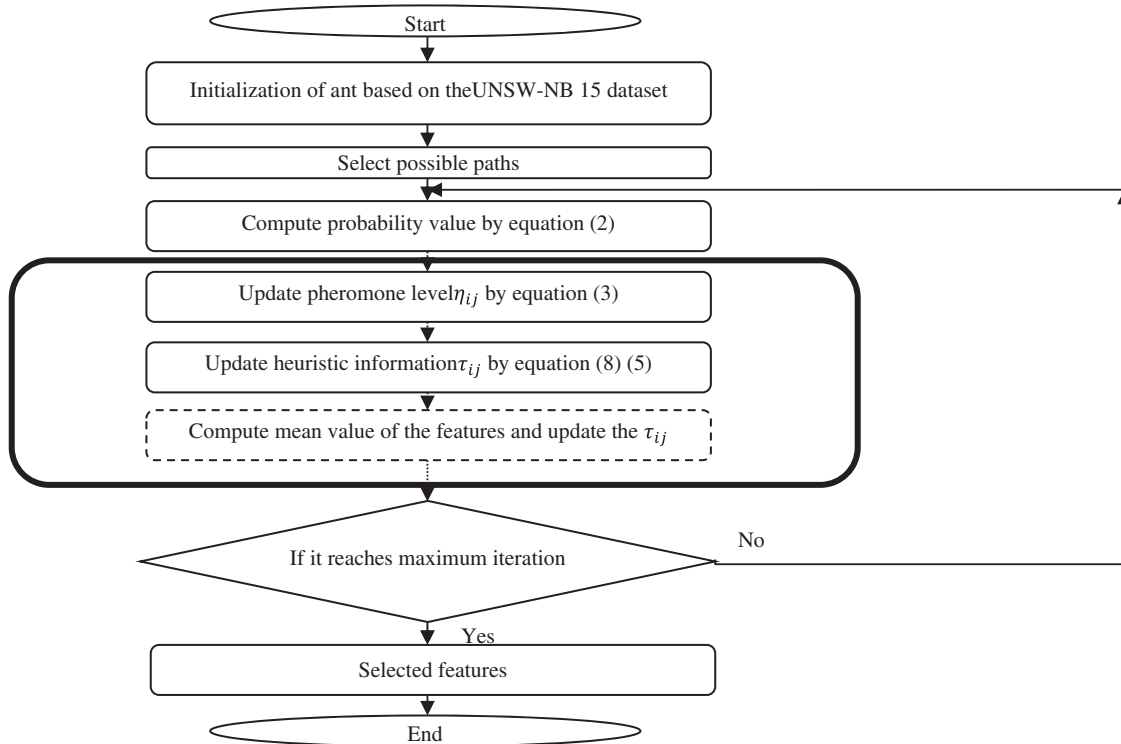 Start
Initialization of ant based on theUNSW-NB 15 dataset
Select possible paths
Compute probability value by equation (2)
Update pheromone level𝜂𝑖𝑗 by equation (3)
Update heuristic information𝜏𝑖𝑗 by equation (8) (5)
Compute mean value of the features and update the 𝜏𝑖𝑗
If it reaches maximum iteration
No
Yes
Selected features
End